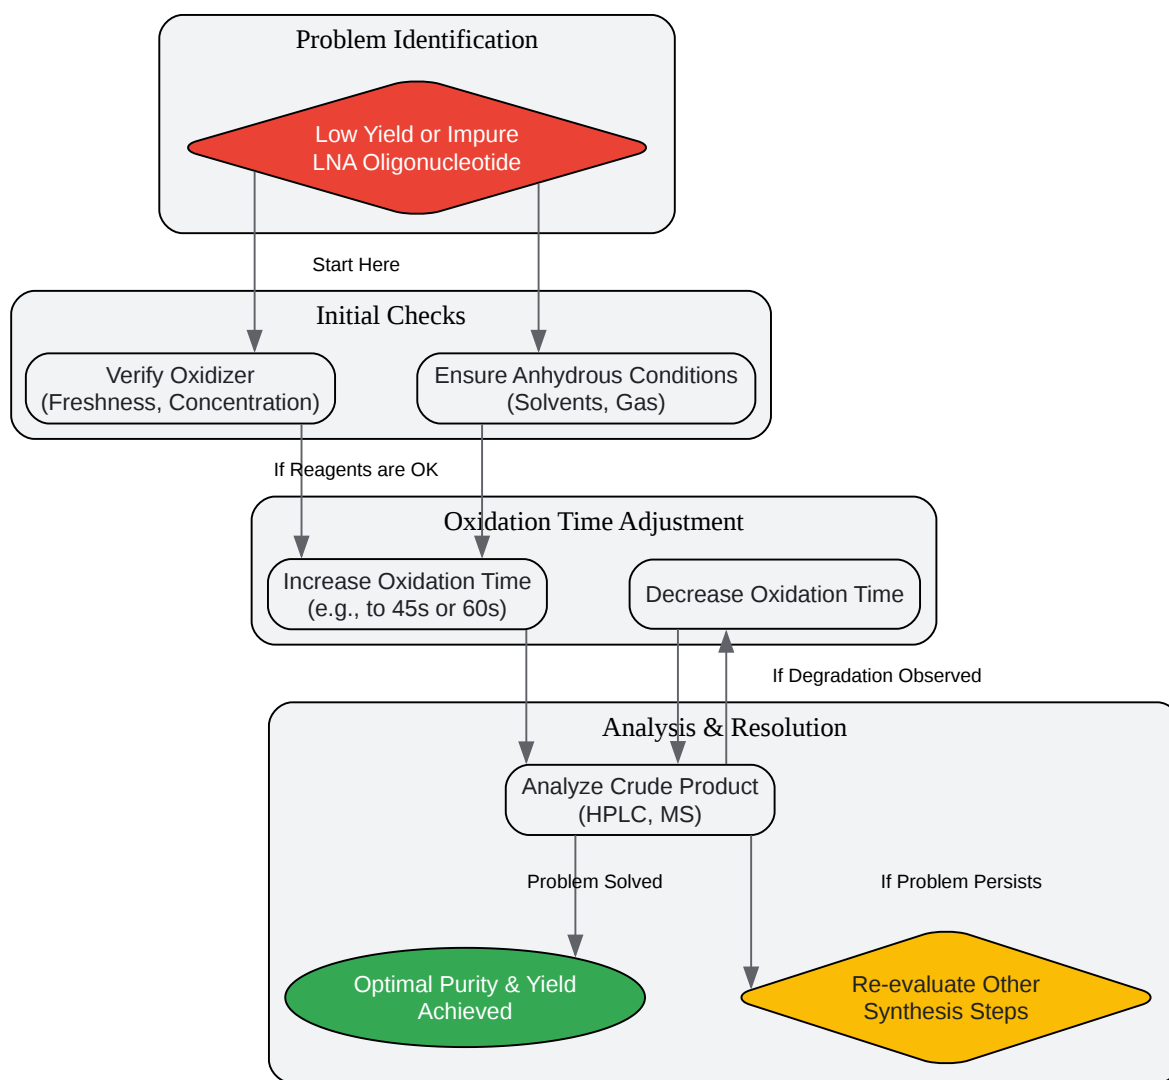 Problem Identification
Low Yield or Impure
LNA Oligonucleotide
Start Here
Initial Checks
Verify Oxidizer
(Freshness, Concentration)
Ensure Anhydrous Conditions
(Solvents, Gas)
If Reagents are OK
Oxidation Time Adjustment
Increase Oxidation Time
(e.g., to 45s or 60s)
Decrease Oxidation Time
If Degradation Observed
Analysis & Resolution
Analyze Crude Product
(HPLC, MS)
Problem Solved
If Problem Persists
Optimal Purity & Yield
Achieved
Re-evaluate Other
Synthesis Steps